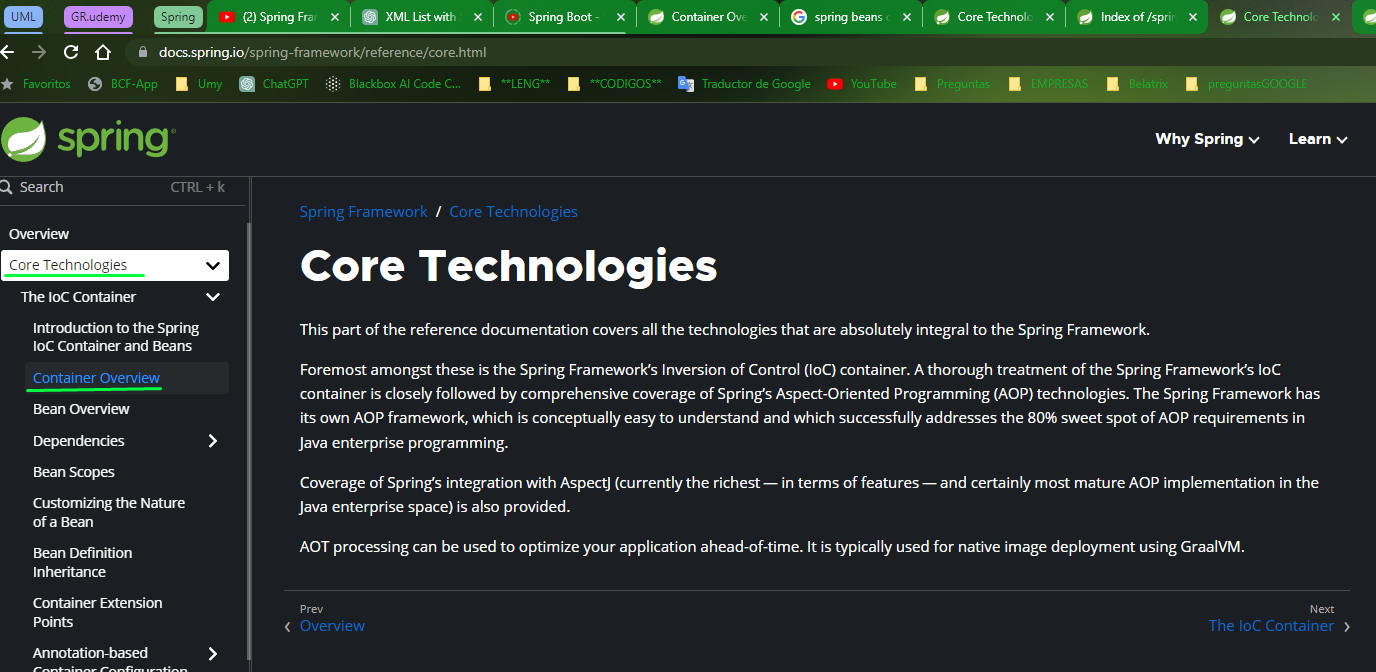 UML
GR.udemy
Spring
(2) Spring Fran
XML List with
Spring Boot -
Container Ove
spring beans c
Core Technolo
Index of /sprin
Core Technolo
docs.spring.io/spring-framework/reference/core.html
Favoritos
BCF-App
Umy
ChatGPT
Blackbox AI Code C...
**LENG**
**CODIGOS**
Traductor de Google
YouTube
Preguntas
EMPRESAS
Belatrix
preguntasGOOGLE
spring
Why Spring
Learn
Search
CTRL + k
Overview
Core Technologies
The IoC Container
Introduction to the Spring
IoC Container and Beans
Container Overview
Bean Overview
Dependencies
Bean Scopes
Customizing the Nature
of a Bean
Bean Definition
Inheritance
Container Extension
Points
Annotation-based
Container Configuration
Spring Framework / Core Technologies
Core Technologies
This part of the reference documentation covers all the technologies that are absolutely integral to the Spring Framework.
Foremost amongst these is the Spring Framework’s Inversion of Control (IoC) container. A thorough treatment of the Spring Framework’s IoC
container is closely followed by comprehensive coverage of Spring’s Aspect-Oriented Programming (AOP) technologies. The Spring Framework has
its own AOP framework, which is conceptually easy to understand and which successfully addresses the 80% sweet spot of AOP requirements in
Java enterprise programming.
Coverage of Spring’s integration with AspectJ (currently the richest — in terms of features — and certainly most mature AOP implementation in the
Java enterprise space) is also provided.
AOT processing can be used to optimize your application ahead-of-time. It is typically used for native image deployment using GraalVM.
Prev
Overview
Next
The IoC Container